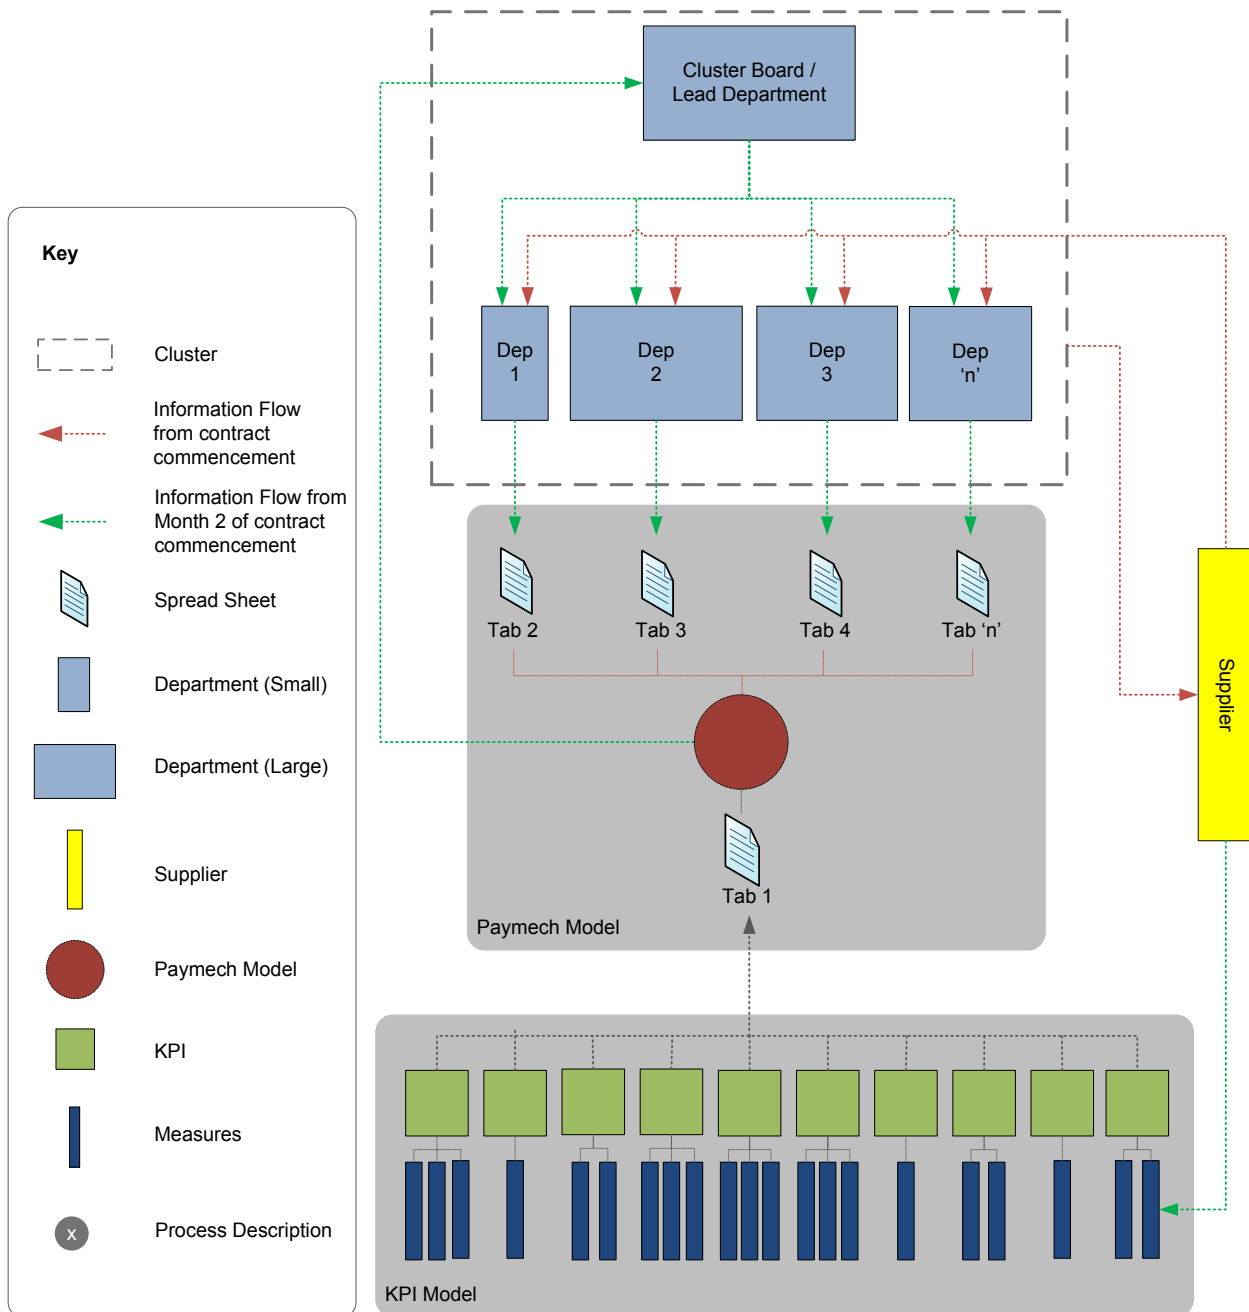 Cluster Board /
Lead Department
Key
Cluster
Information Flow
from contract
commencement
Information Flow from
Month 2 of contract
commencement
Spread Sheet
Department (Small)
Department (Large)
Supplier
Paymech Model
KPI
Measures
x
Process Description
Dep
1
Dep
2
Dep
3
Dep
‘n’
Tab 2
Tab 3
Tab 4
Tab ‘n’
Tab 1
Paymech Model
Supplier
KPI Model